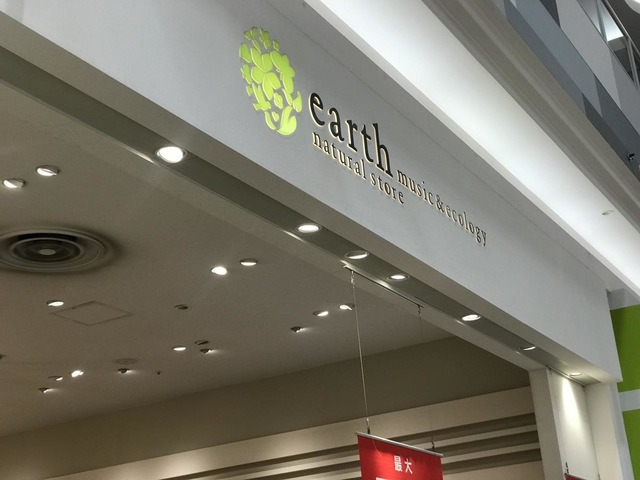 earth music&ecology
natural store
最大